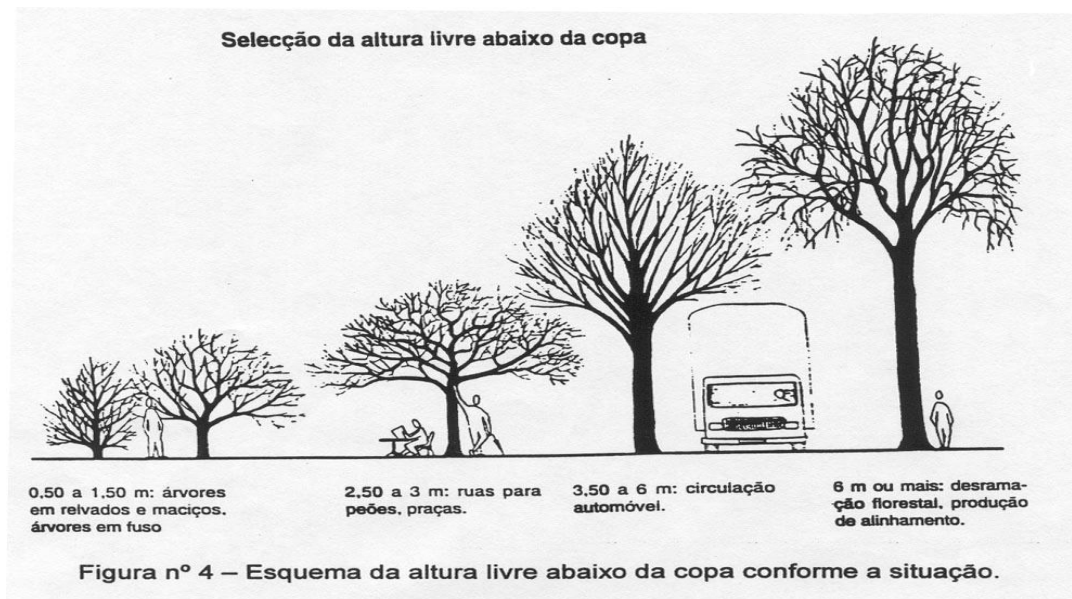 Selecção da altura livre abaixo da copa
0,50 a 1,50 m: árvores
em relvados e maciços,
árvores em fuso
2,50 a 3 m: ruas para
peões, praças.
3,50 a 6 m: circulação
automóvel.
6 m ou mais: desrama-
ção florestal, produção
de alinhamento.
Figura nº 4 – Esquema da altura livre abaixo da copa conforme a situação.